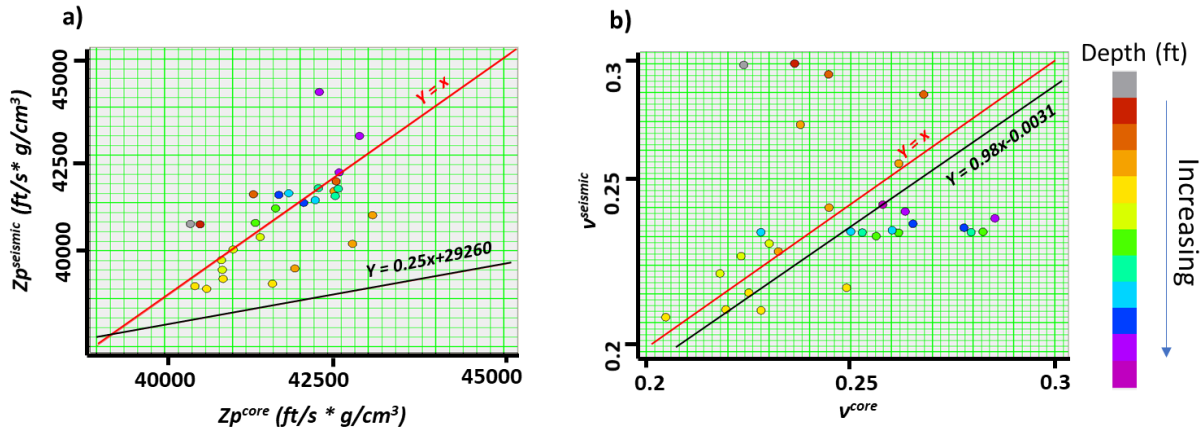 a)
Zp^seismic (ft/s* g/cm³)
45000
42500
40000
Y = x
Y = 0.25x+29260
40000
42500
45000
Zp^core (ft/s * g/cm³)
b)
ν^seismic
0.3
0.25
0.2
Y = x
Y = 0.98x-0.0031
0.2
0.25
0.3
ν^core
Depth (ft)
Increasing